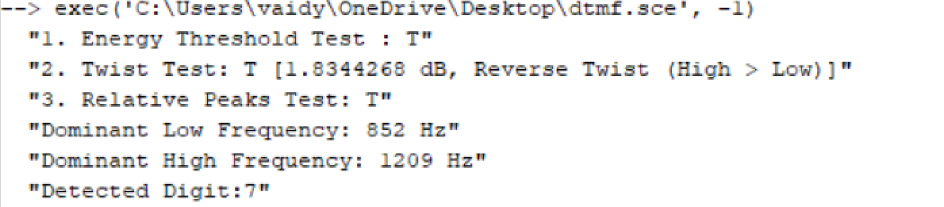 --> exec('C:\Users\vaidy\OneDrive\Desktop\dtmf.sce', -1)
"1. Energy Threshold Test : T"
"2. Twist Test: T [1.8344268 dB, Reverse Twist (High > Low)]"
"3. Relative Peaks Test: T"
"Dominant Low Frequency: 852 Hz"
"Dominant High Frequency: 1209 Hz"
"Detected Digit:7"